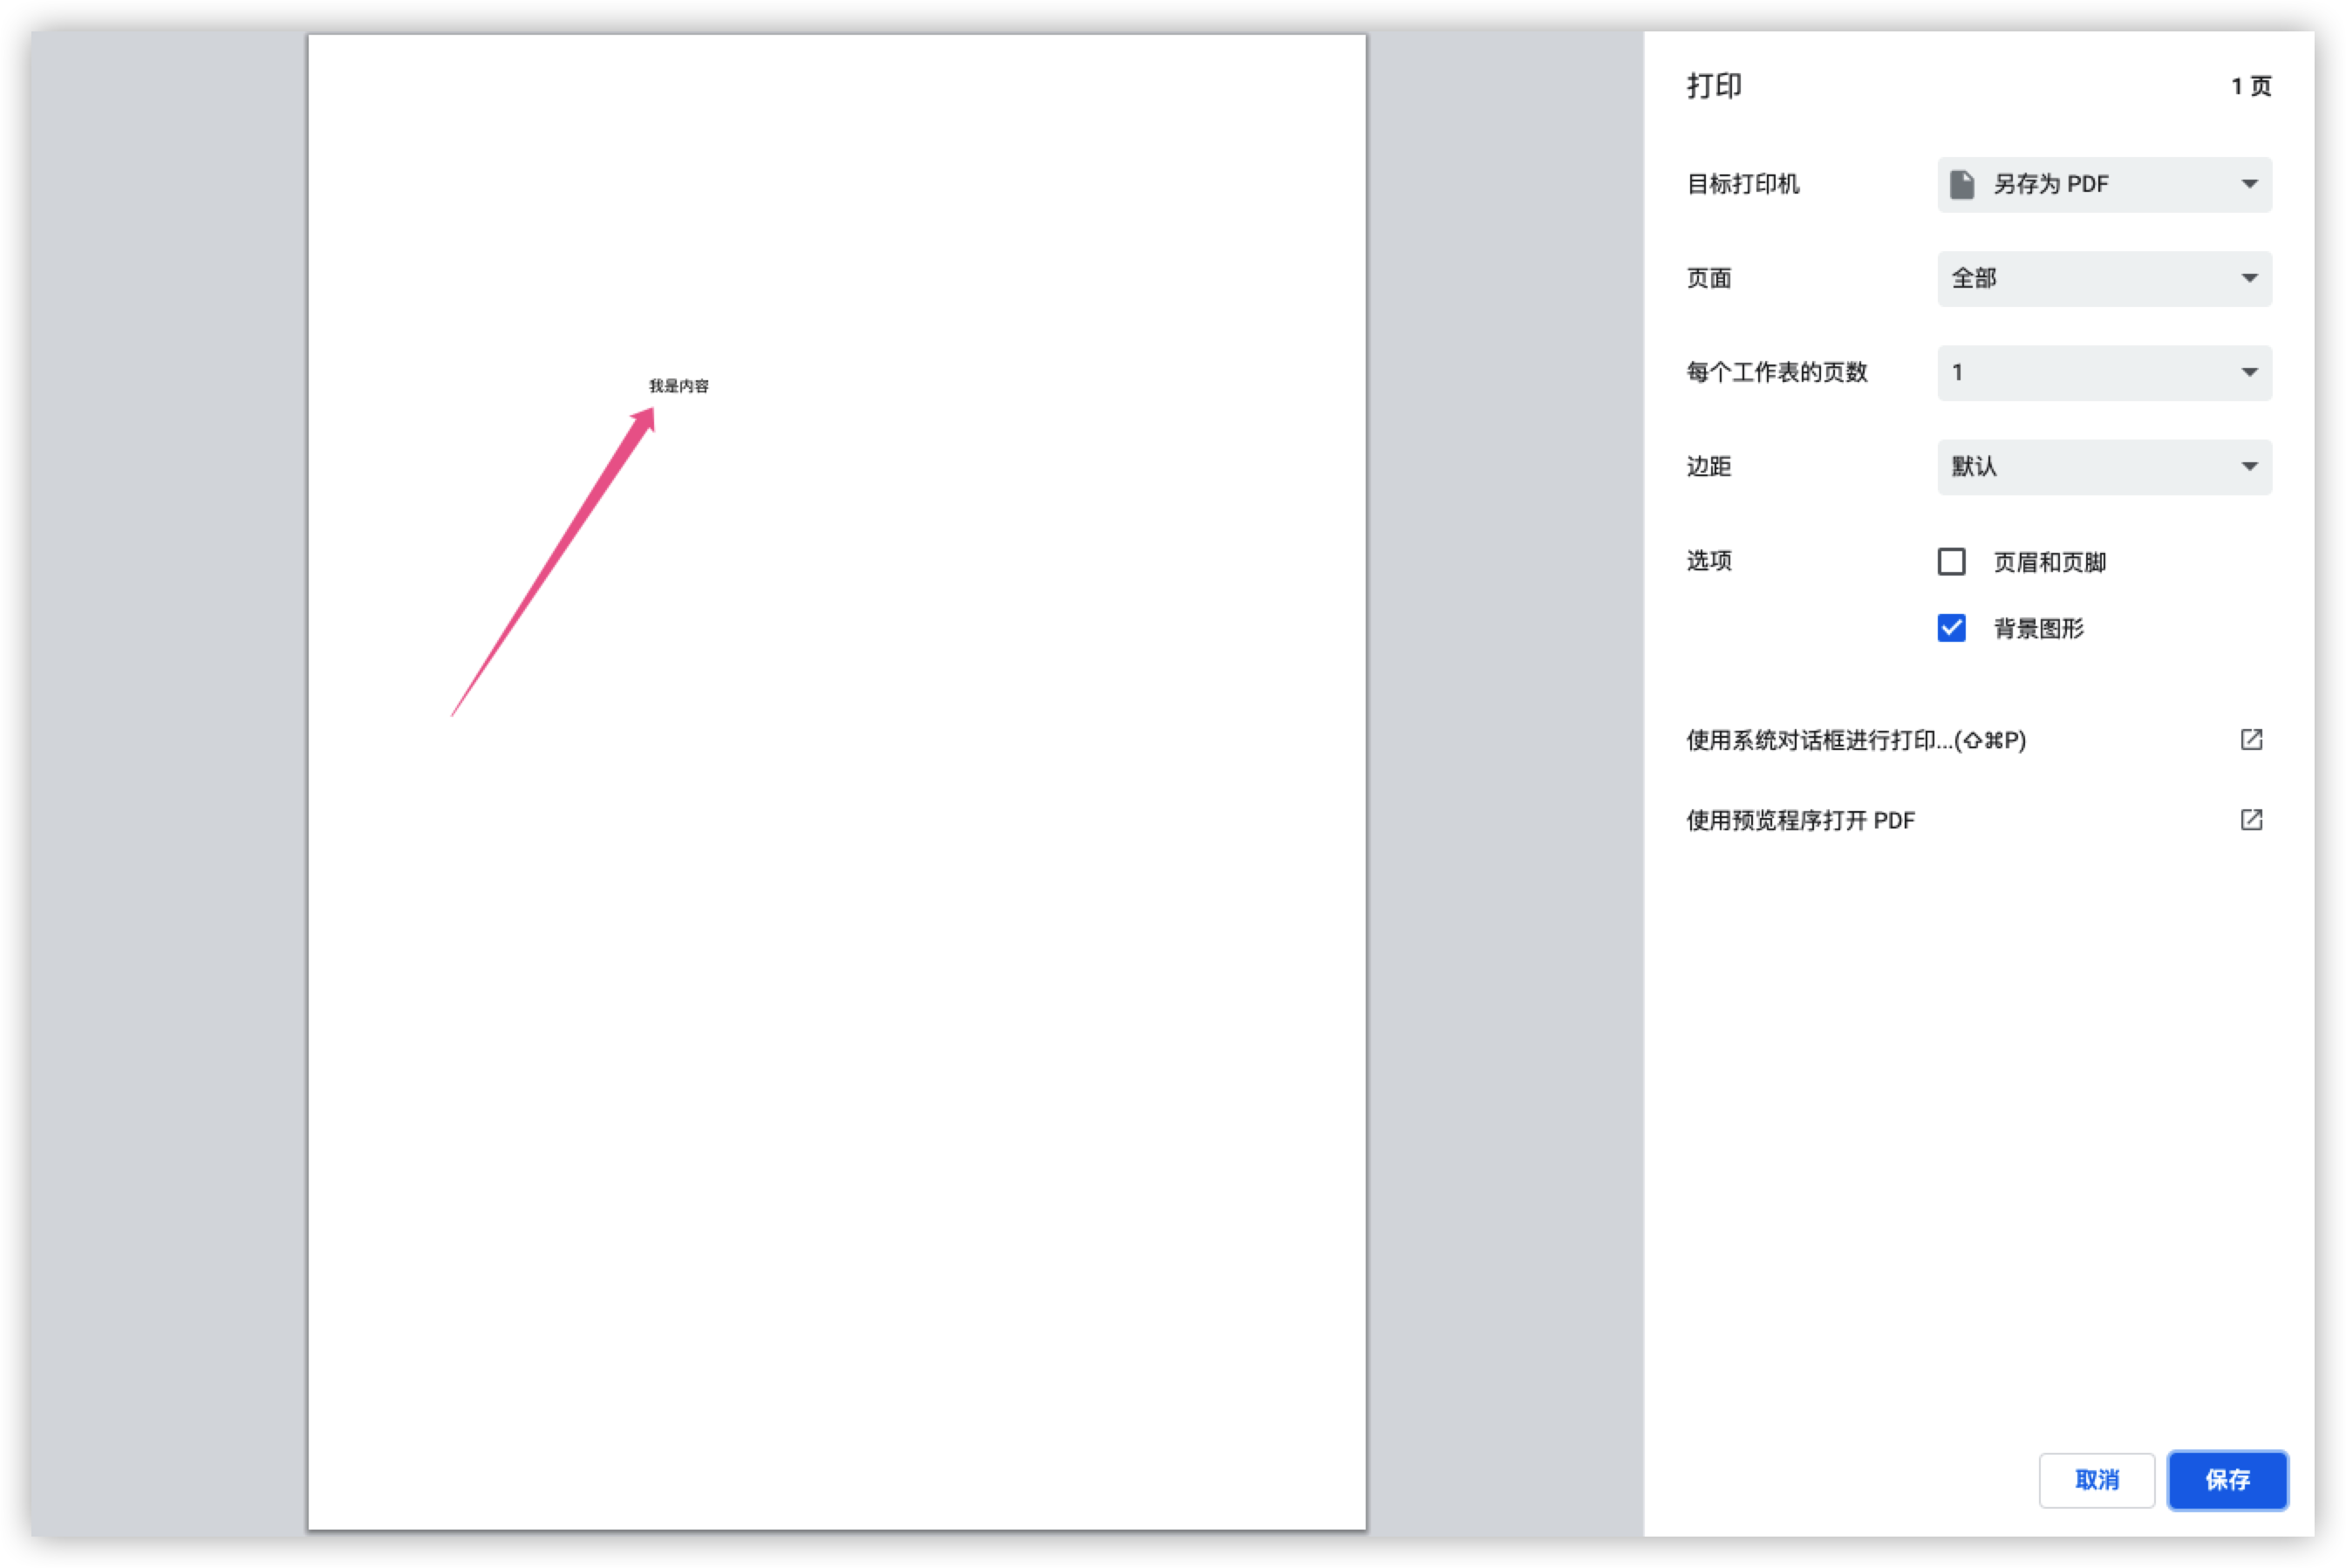 我是内容
打印
1 页
目标打印机
另存为 PDF
页面
全部
每个工作表的页数
1
边距
默认
选项
页眉和页脚
背景图形
使用系统对话框进行打印...(⇧⌘P)
使用预览程序打开 PDF
取消
保存